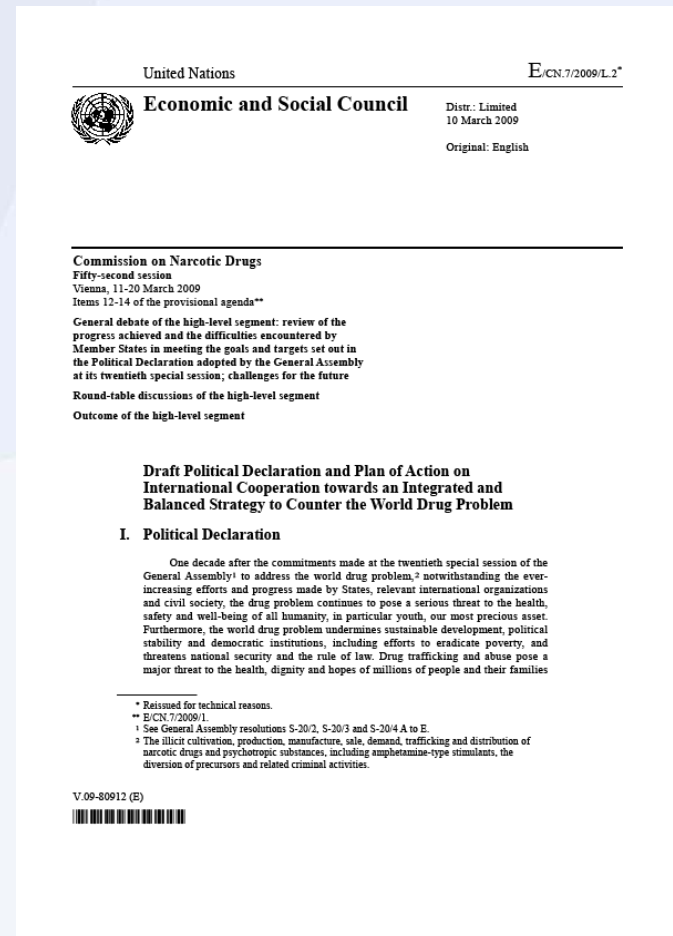 United Nations
E/CN.7/2009/L.2*
Economic and Social Council
Distr.: Limited
10 March 2009
Original: English
Commission on Narcotic Drugs
Fifty-second session
Vienna, 11-20 March 2009
Items 12-14 of the provisional agenda**
General debate of the high-level segment: review of the
progress achieved and the difficulties encountered by
Member States in meeting the goals and targets set out in
the Political Declaration adopted by the General Assembly
at its twentieth special session; challenges for the future
Round-table discussions of the high-level segment
Outcome of the high-level segment
Draft Political Declaration and Plan of Action on
International Cooperation towards an Integrated and
Balanced Strategy to Counter the World Drug Problem
I. Political Declaration
One decade after the commitments made at the twentieth special session of the
General Assembly¹ to address the world drug problem,² notwithstanding the ever-
increasing efforts and progress made by States, relevant international organizations
and civil society, the drug problem continues to pose a serious threat to the health,
safety and well-being of all humanity, in particular youth, our most precious asset.
Furthermore, the world drug problem undermines sustainable development, political
stability and democratic institutions, including efforts to eradicate poverty, and
threatens national security and the rule of law. Drug trafficking and abuse pose a
major threat to the health, dignity and hopes of millions of people and their families
* Reissued for technical reasons.
** E/CN.7/2009/1.
¹ See General Assembly resolutions S-20/2, S-20/3 and S-20/4 A to E.
² The illicit cultivation, production, manufacture, sale, demand, trafficking and distribution of
narcotic drugs and psychotropic substances, including amphetamine-type stimulants, the
diversion of precursors and related criminal activities.
V.09-80912 (E)